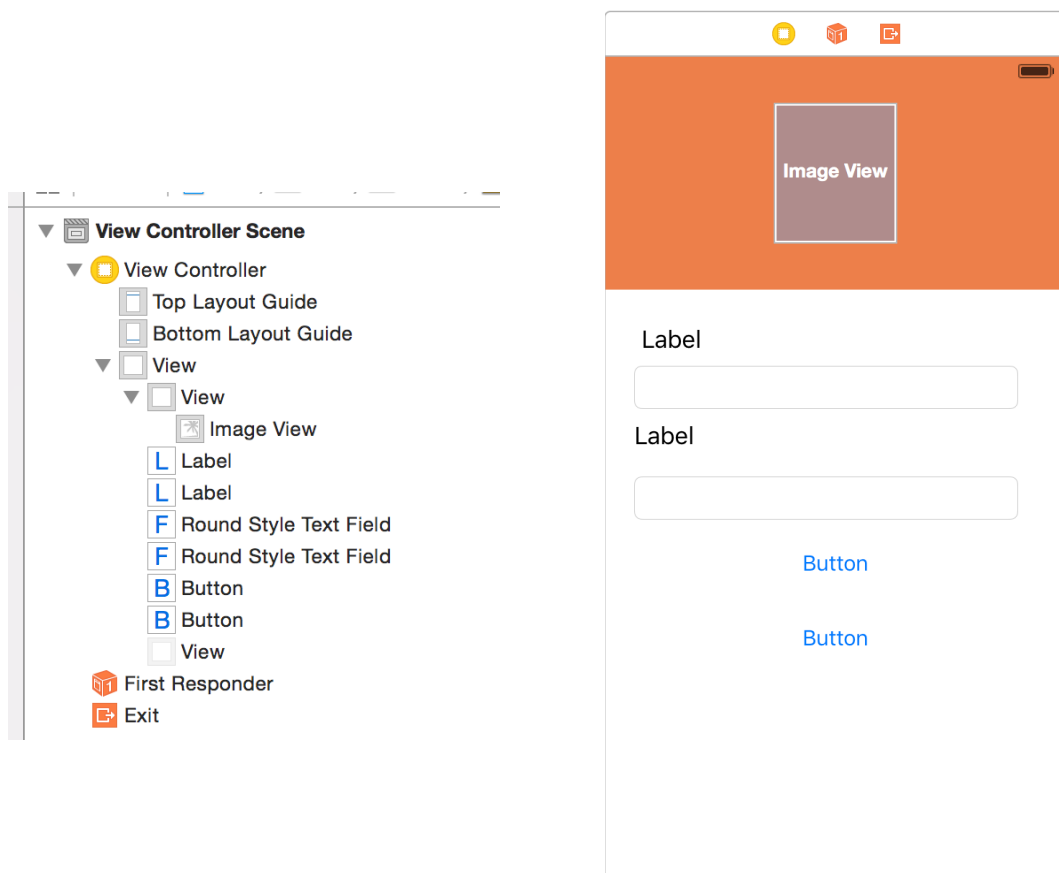 View Controller Scene
View Controller
Top Layout Guide
Bottom Layout Guide
View
View
Image View
L Label
L Label
F Round Style Text Field
F Round Style Text Field
B Button
B Button
View
First Responder
Exit
Image View
Label
Label
Button
Button